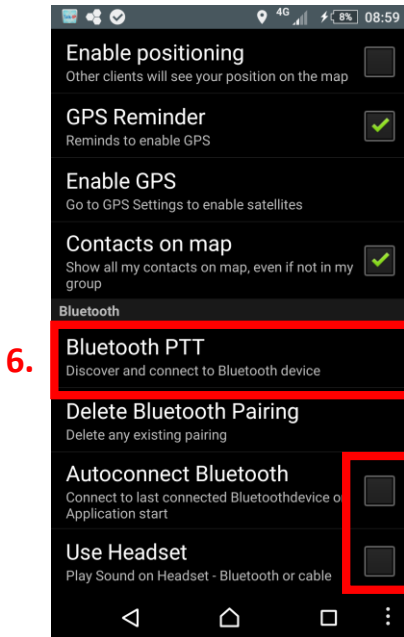 4G 8% 08:59
Enable positioning
Other clients will see your position on the map
GPS Reminder
Reminds to enable GPS
Enable GPS
Go to GPS Settings to enable satellites
Contacts on map
Show all my contacts on map, even if not in my
group
Bluetooth
6.
Bluetooth PTT
Discover and connect to Bluetooth device
Delete Bluetooth Pairing
Delete any existing pairing
Autoconnect Bluetooth
Connect to last connected Bluetoothdevice
Application start
Use Headset
Play Sound on Headset - Bluetooth or cable